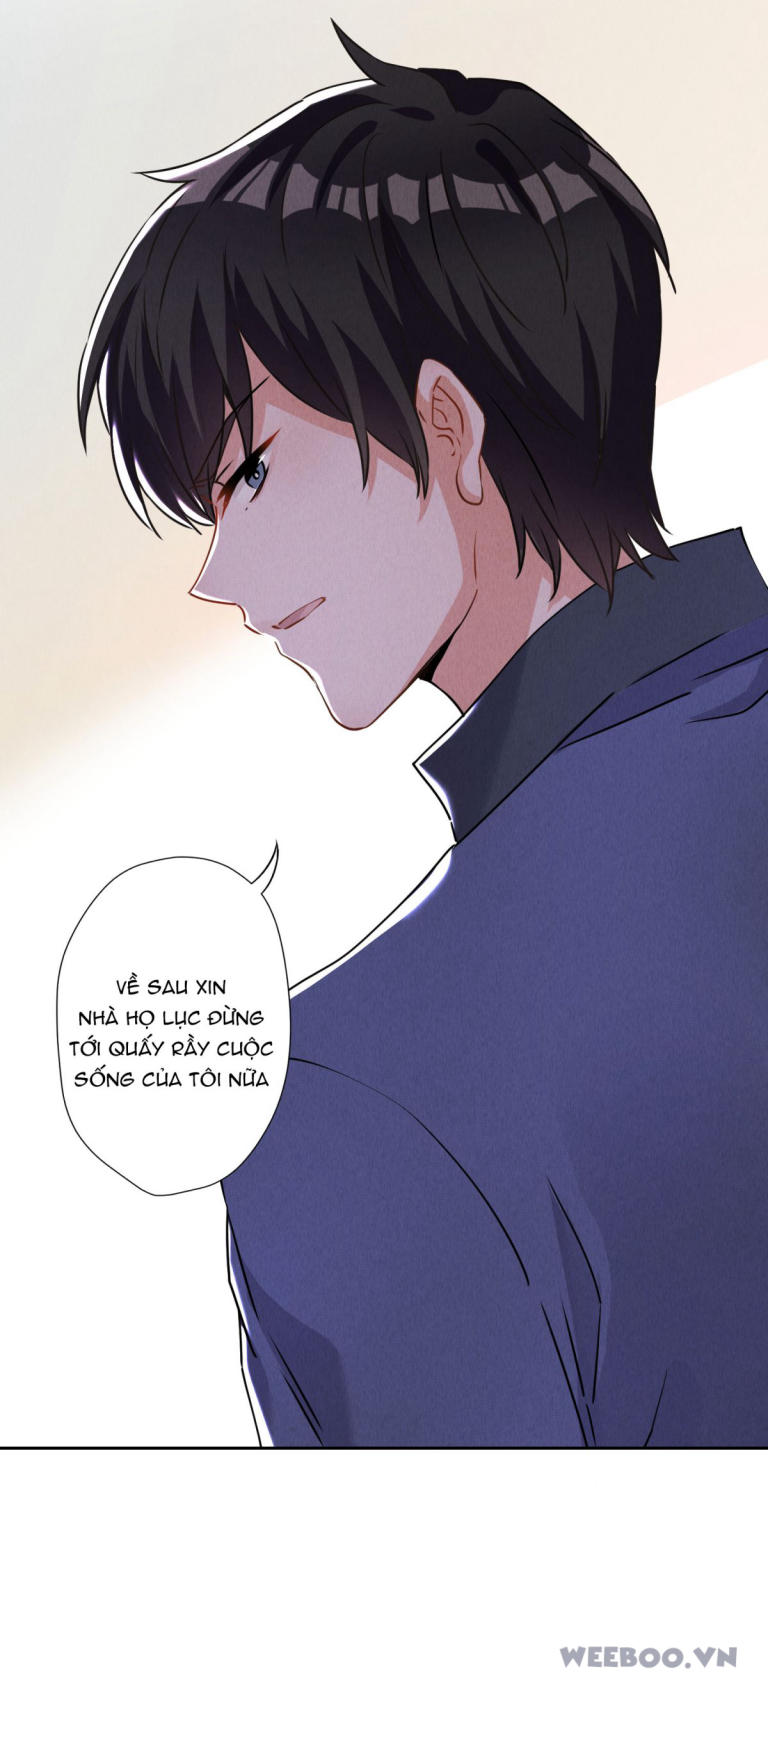 VỀ SAU XIN
NHÀ HỌ LỤC ĐỪNG
TỚI QUẤY RẦY CUỘC
SỐNG CỦA TÔI NỮA
WEEBOO.VN